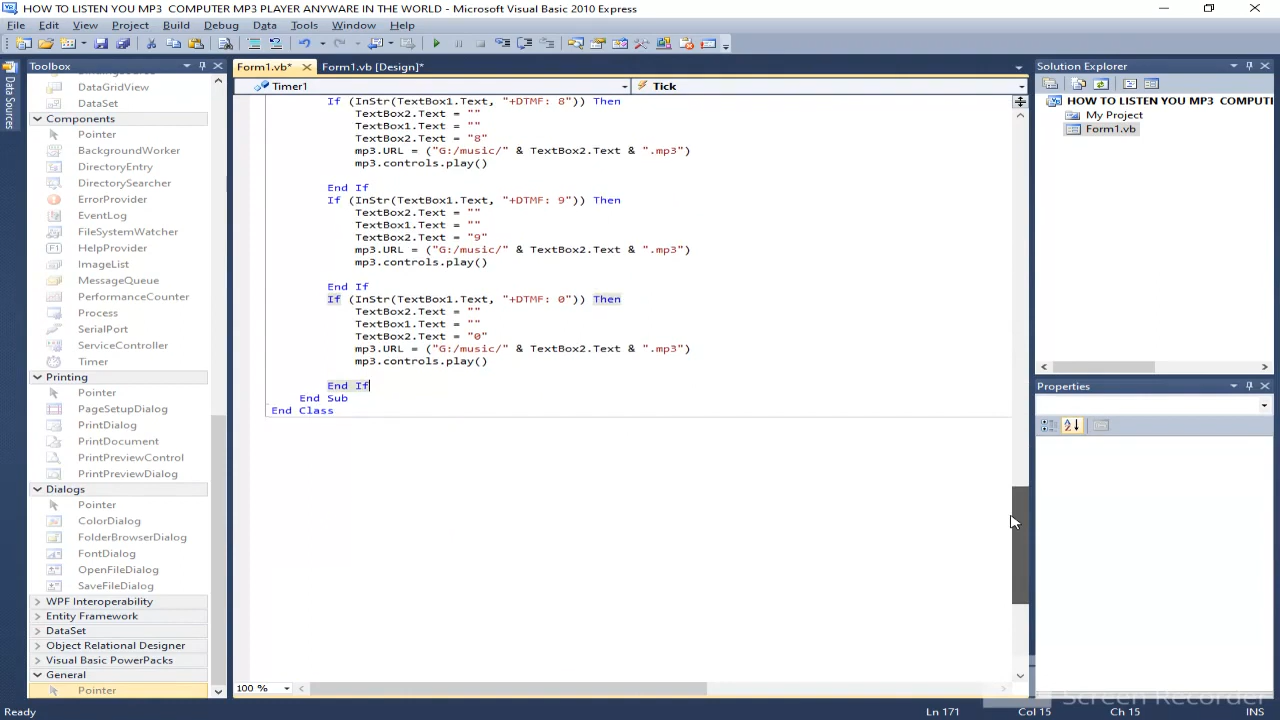 HOW TO LISTEN YOU MP3 COMPUTER MP3 PLAYER ANYWARE IN THE WORLD - Microsoft Visual Basic 2010 Express
File Edit View Project Build Debug Data Tools Window Help
Toolbox
Form1.vb*
Form1.vb [Design]*
Solution Explorer
Data Sources
DataGridView
DataSet
Components
Pointer
BackgroundWorker
DirectoryEntry
DirectorySearcher
ErrorProvider
EventLog
FileSystemWatcher
HelpProvider
ImageList
MessageQueue
PerformanceCounter
Process
SerialPort
ServiceController
Timer
Printing
Pointer
PageSetupDialog
PrintDialog
PrintDocument
PrintPreviewControl
PrintPreviewDialog
Dialogs
Pointer
ColorDialog
FolderBrowserDialog
FontDialog
OpenFileDialog
SaveFileDialog
WPF Interoperability
Entity Framework
DataSet
Object Relational Designer
Visual Basic PowerPacks
General
Pointer
Timer1
Tick
If (InStr(TextBox1.Text, "+DTMF: 8")) Then
TextBox2.Text = ""
TextBox1.Text = ""
TextBox2.Text = "8"
mp3.URL = ("G:/music/" & TextBox2.Text & ".mp3")
mp3.controls.play()
End If
If (InStr(TextBox1.Text, "+DTMF: 9")) Then
TextBox2.Text = ""
TextBox1.Text = ""
TextBox2.Text = "9"
mp3.URL = ("G:/music/" & TextBox2.Text & ".mp3")
mp3.controls.play()
End If
If (InStr(TextBox1.Text, "+DTMF: 0")) Then
TextBox2.Text = ""
TextBox1.Text = ""
TextBox2.Text = "0"
mp3.URL = ("G:/music/" & TextBox2.Text & ".mp3")
mp3.controls.play()
End If
End Sub
End Class
100 %
HOW TO LISTEN YOU MP3 COMPUTI
My Project
Form1.vb
Properties
Screen Recorder
Ready
Ln 171
Col 15
Ch 15
INS